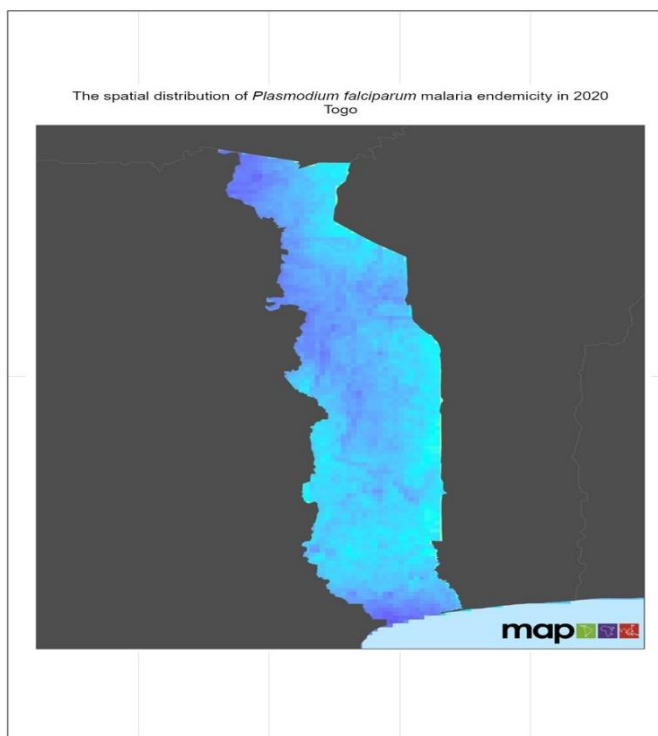 The spatial distribution of Plasmodium falciparum malaria endemicity in 2020
Togo
map